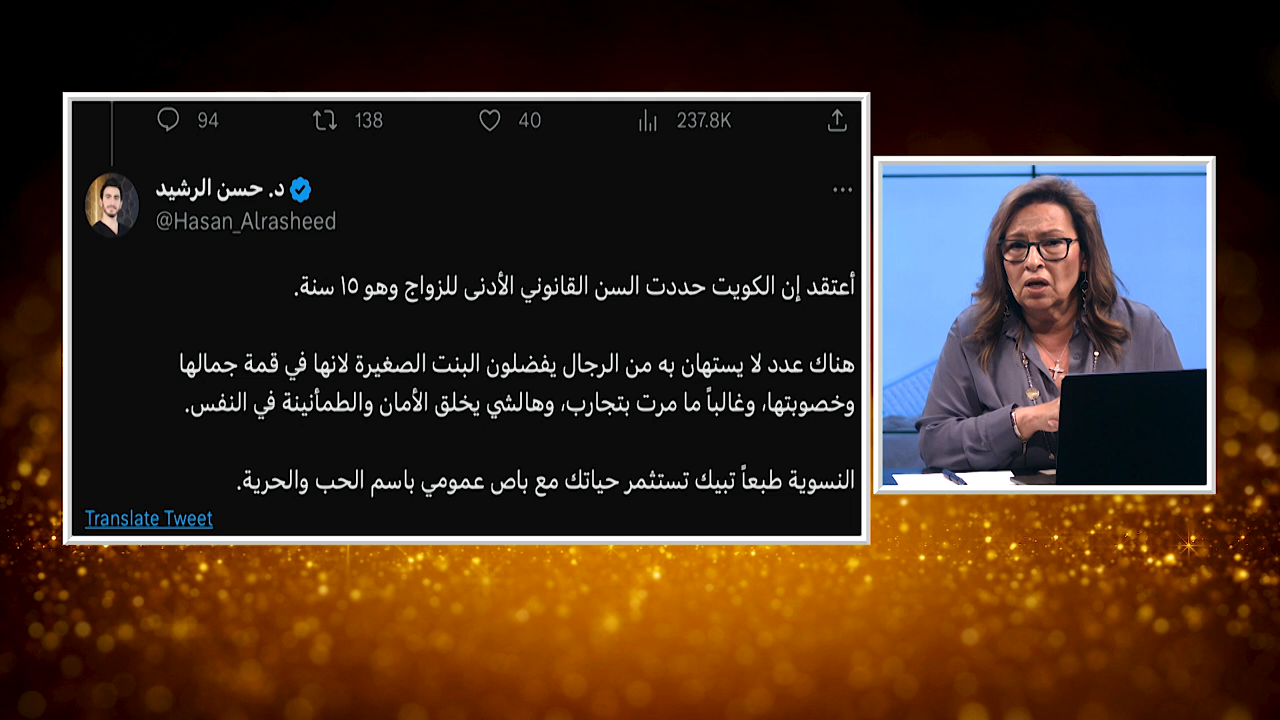 94 138 40 237.8K
د. حسن الرشيد
@Hasan_Alrasheed
أعتقد إن الكويت حددت السن القانوني الأدنى للزواج وهو ١٥ سنة.
هناك عدد لا يستهان به من الرجال يفضلون البنت الصغيرة لانها في قمة جمالها
وخصوبتها، وغالباً ما مرت بتجارب، وهالشي يخلق الأمان والطمأنينة في النفس.
النسوية طبعاً تبيك تستثمر حياتك مع باص عمومي باسم الحب والحرية.
Translate Tweet